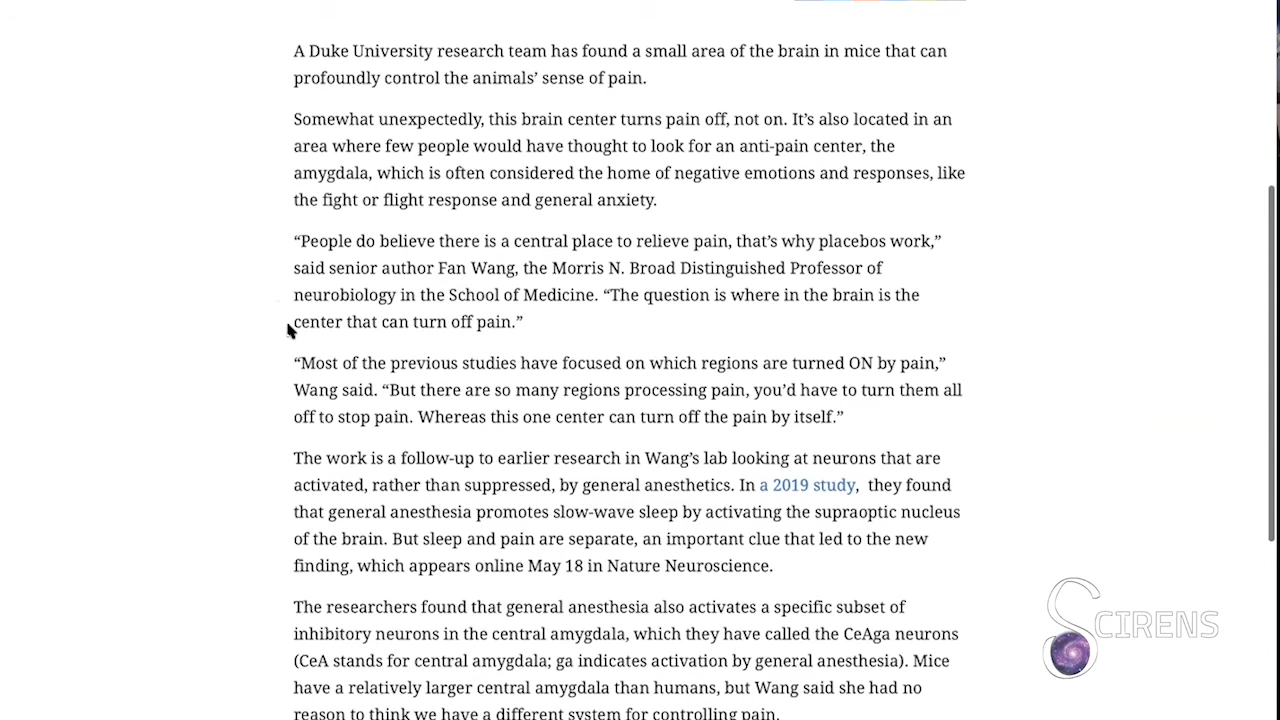 A Duke University research team has found a small area of the brain in mice that can
profoundly control the animals’ sense of pain.
Somewhat unexpectedly, this brain center turns pain off, not on. It’s also located in an
area where few people would have thought to look for an anti-pain center, the
amygdala, which is often considered the home of negative emotions and responses, like
the fight or flight response and general anxiety.
“People do believe there is a central place to relieve pain, that’s why placebos work,”
said senior author Fan Wang, the Morris N. Broad Distinguished Professor of
neurobiology in the School of Medicine. “The question is where in the brain is the
center that can turn off pain.”
“Most of the previous studies have focused on which regions are turned ON by pain,”
Wang said. “But there are so many regions processing pain, you’d have to turn them all
off to stop pain. Whereas this one center can turn off the pain by itself.”
The work is a follow-up to earlier research in Wang’s lab looking at neurons that are
activated, rather than suppressed, by general anesthetics. In a 2019 study,  they found
that general anesthesia promotes slow-wave sleep by activating the supraoptic nucleus
of the brain. But sleep and pain are separate, an important clue that led to the new
finding, which appears online May 18 in Nature Neuroscience.
The researchers found that general anesthesia also activates a specific subset of
inhibitory neurons in the central amygdala, which they have called the CeAga neurons
(CeA stands for central amygdala; ga indicates activation by general anesthesia). Mice
have a relatively larger central amygdala than humans, but Wang said she had no
reason to think we have a different system for controlling pain.
SCIRENS